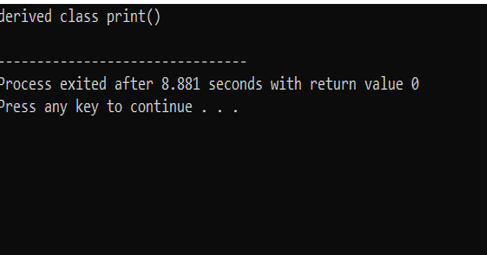 derived class print()
--------------------------------
Process exited after 8.881 seconds with return value 0
Press any key to continue . . .